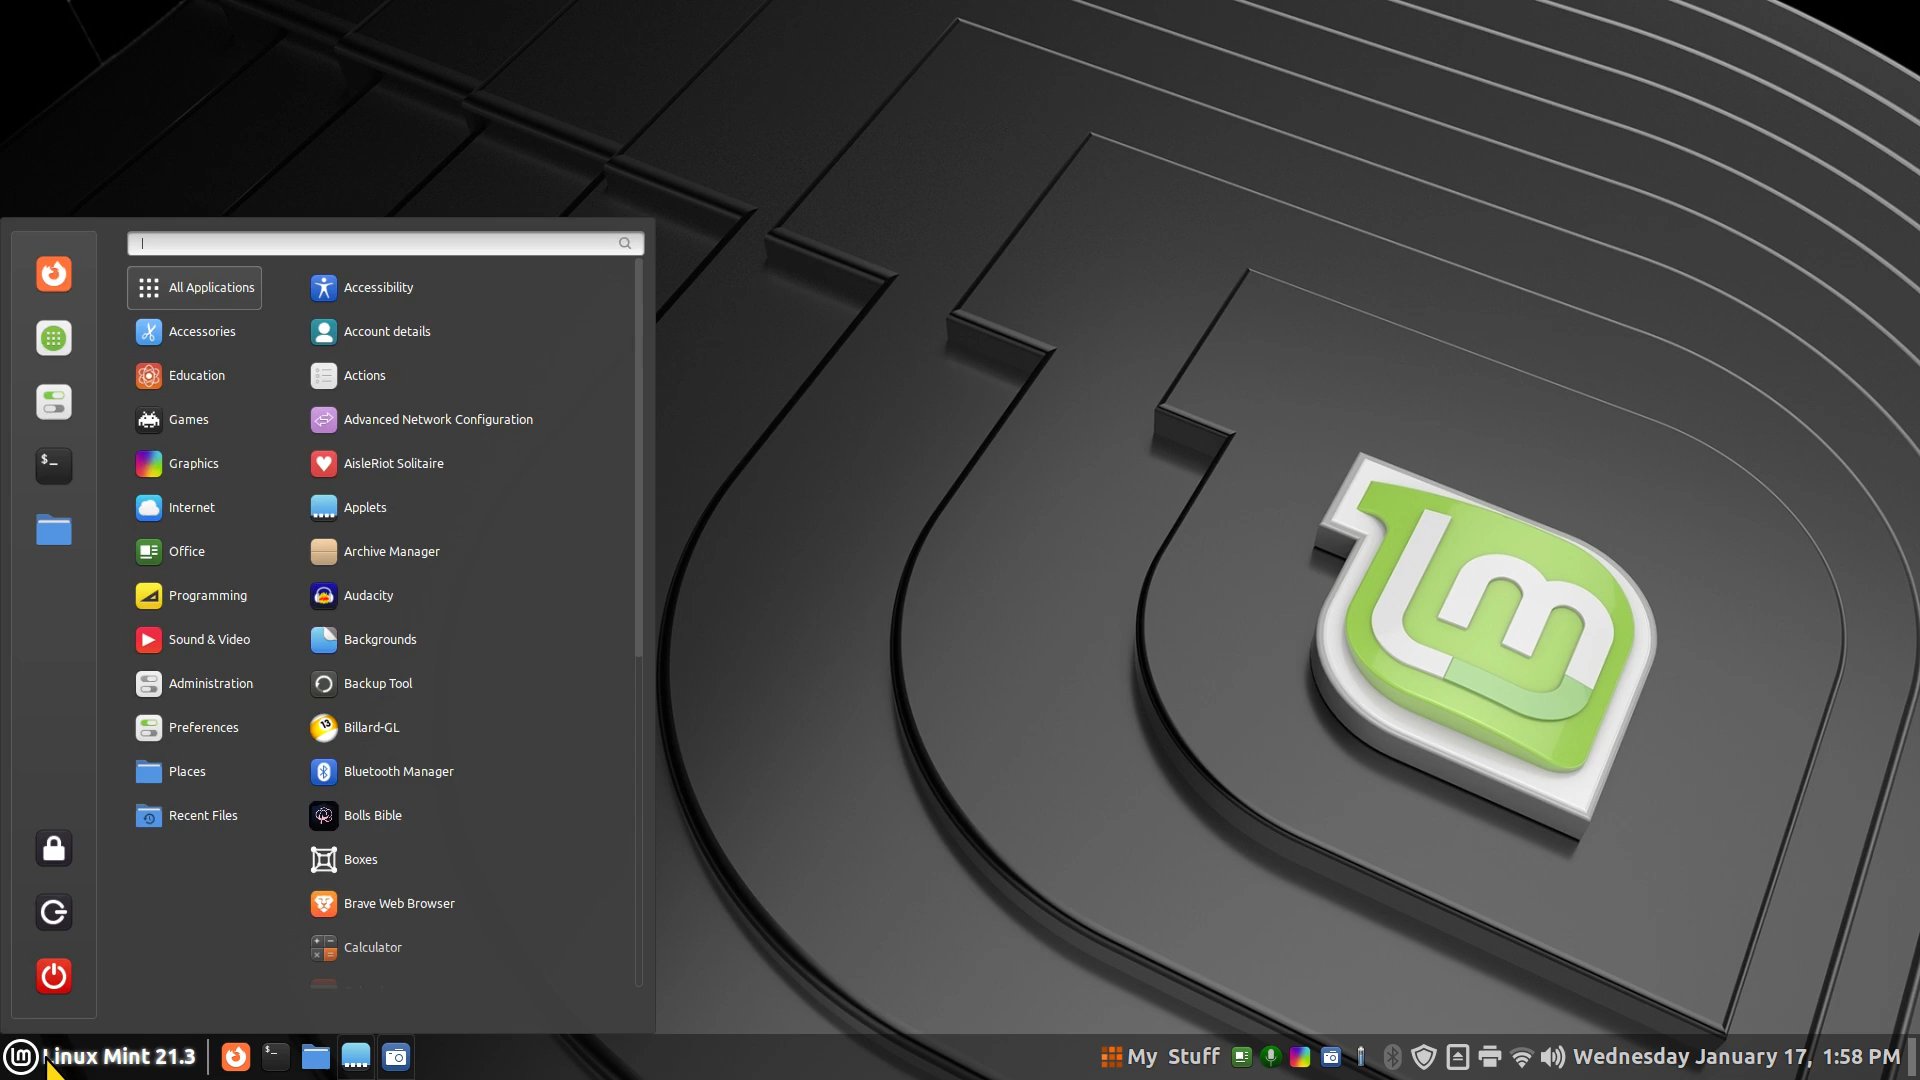 All Applications
Accessories
Education
Games
Graphics
Internet
Office
Programming
Sound & Video
Administration
Preferences
Places
Recent Files
Accessibility
Account details
Actions
Advanced Network Configuration
AisleRiot Solitaire
Applets
Archive Manager
Audacity
Backgrounds
Backup Tool
Billard-GL
Bluetooth Manager
Bolls Bible
Boxes
Brave Web Browser
Calculator
$_
13
lm
Linux Mint 21.3
$_
My Stuff
Wednesday January 17, 1:58 PM